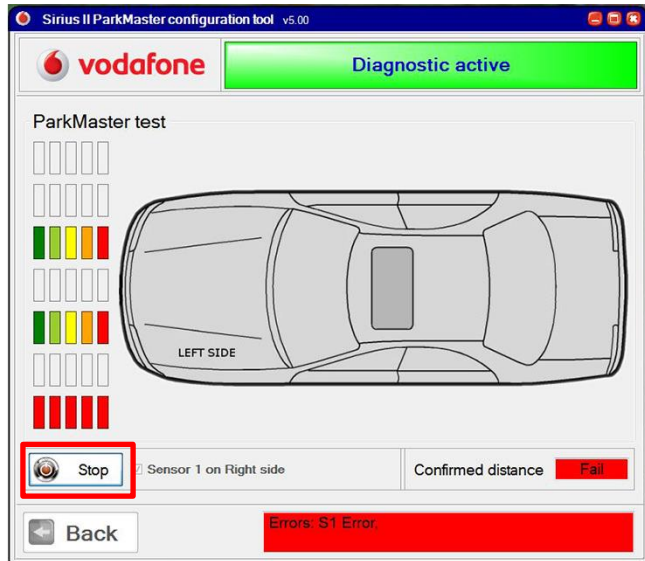 Sirius II ParkMaster configuration tool v5.00
vodafone
Diagnostic active
ParkMaster test
LEFT SIDE
Stop
Sensor 1 on Right side
Confirmed distance
Fail
Back
Errors: S1 Error,